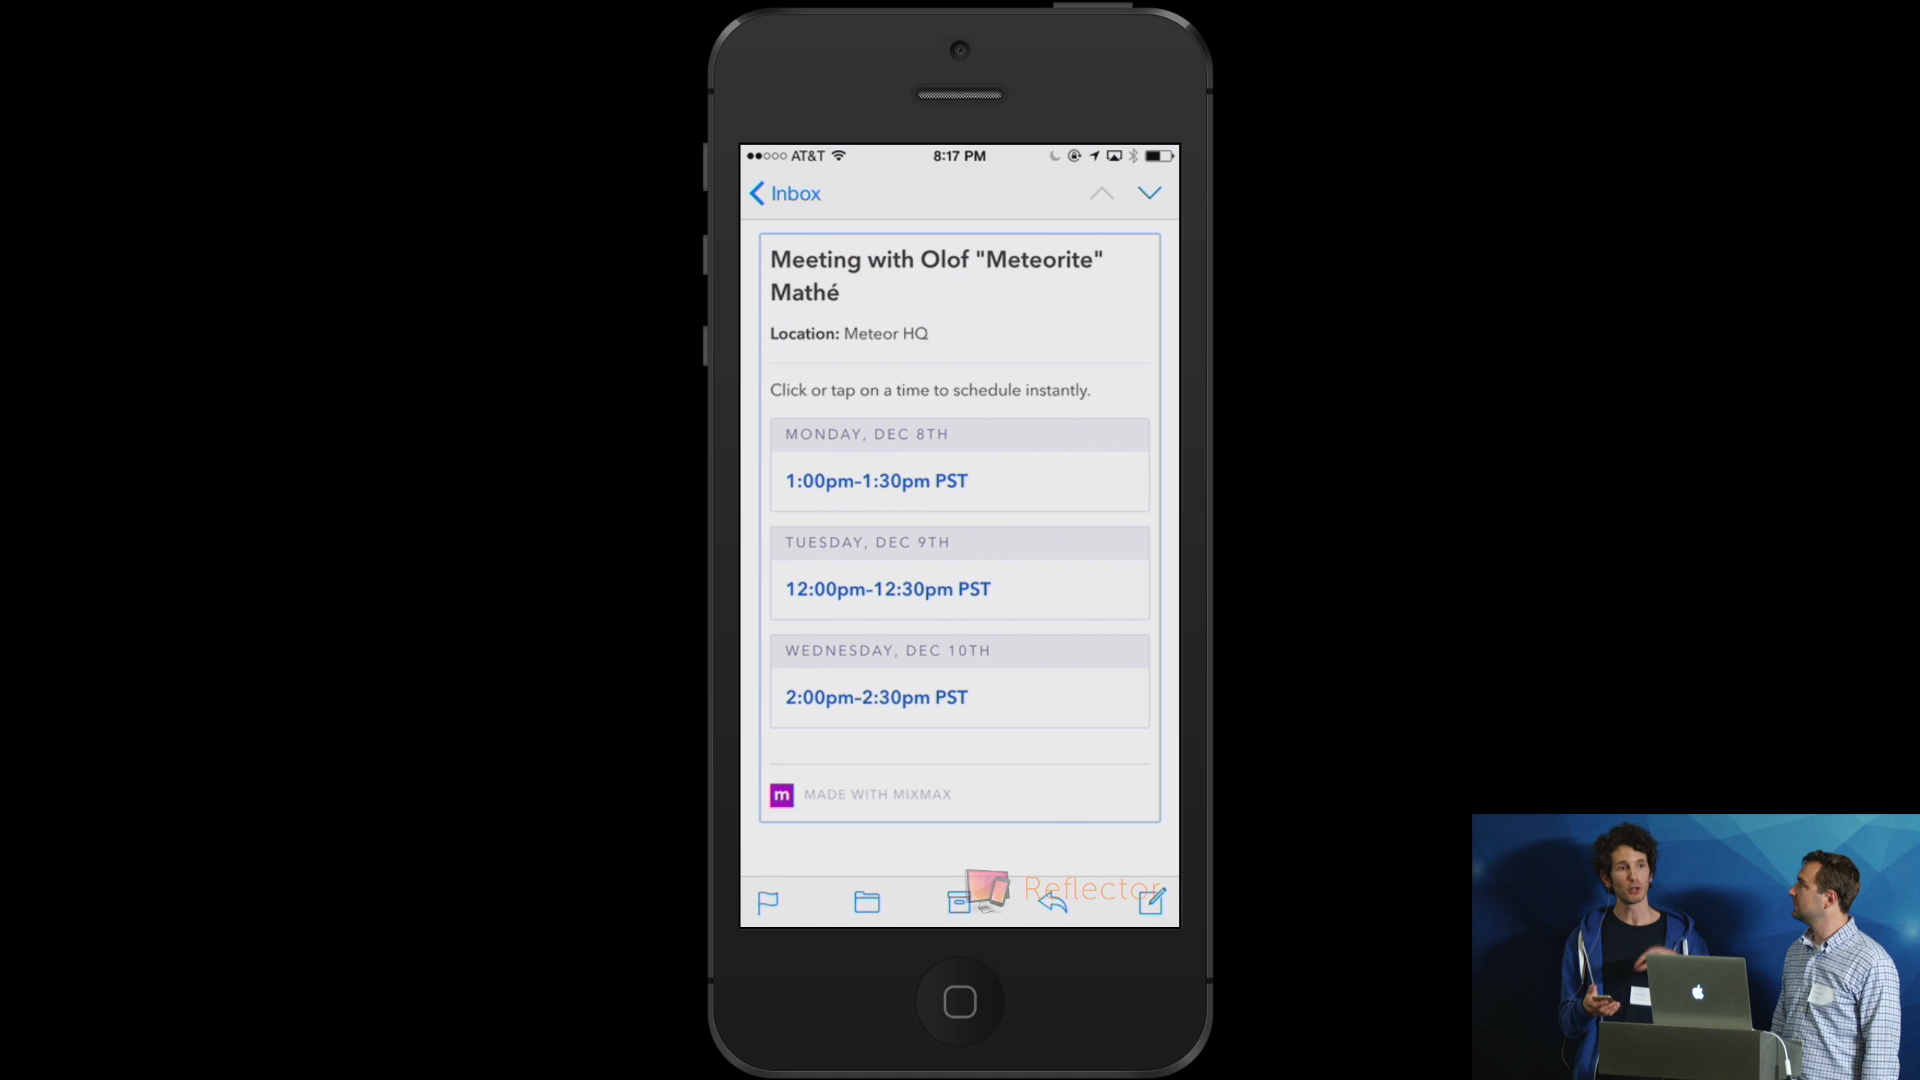 AT&T 8:17 PM
Inbox
Meeting with Olof "Meteorite"
Mathé
Location: Meteor HQ
Click or tap on a time to schedule instantly.
MONDAY, DEC 8TH
1:00pm–1:30pm PST
TUESDAY, DEC 9TH
12:00pm–12:30pm PST
WEDNESDAY, DEC 10TH
2:00pm–2:30pm PST
m MADE WITH MIXMAX
Reflector